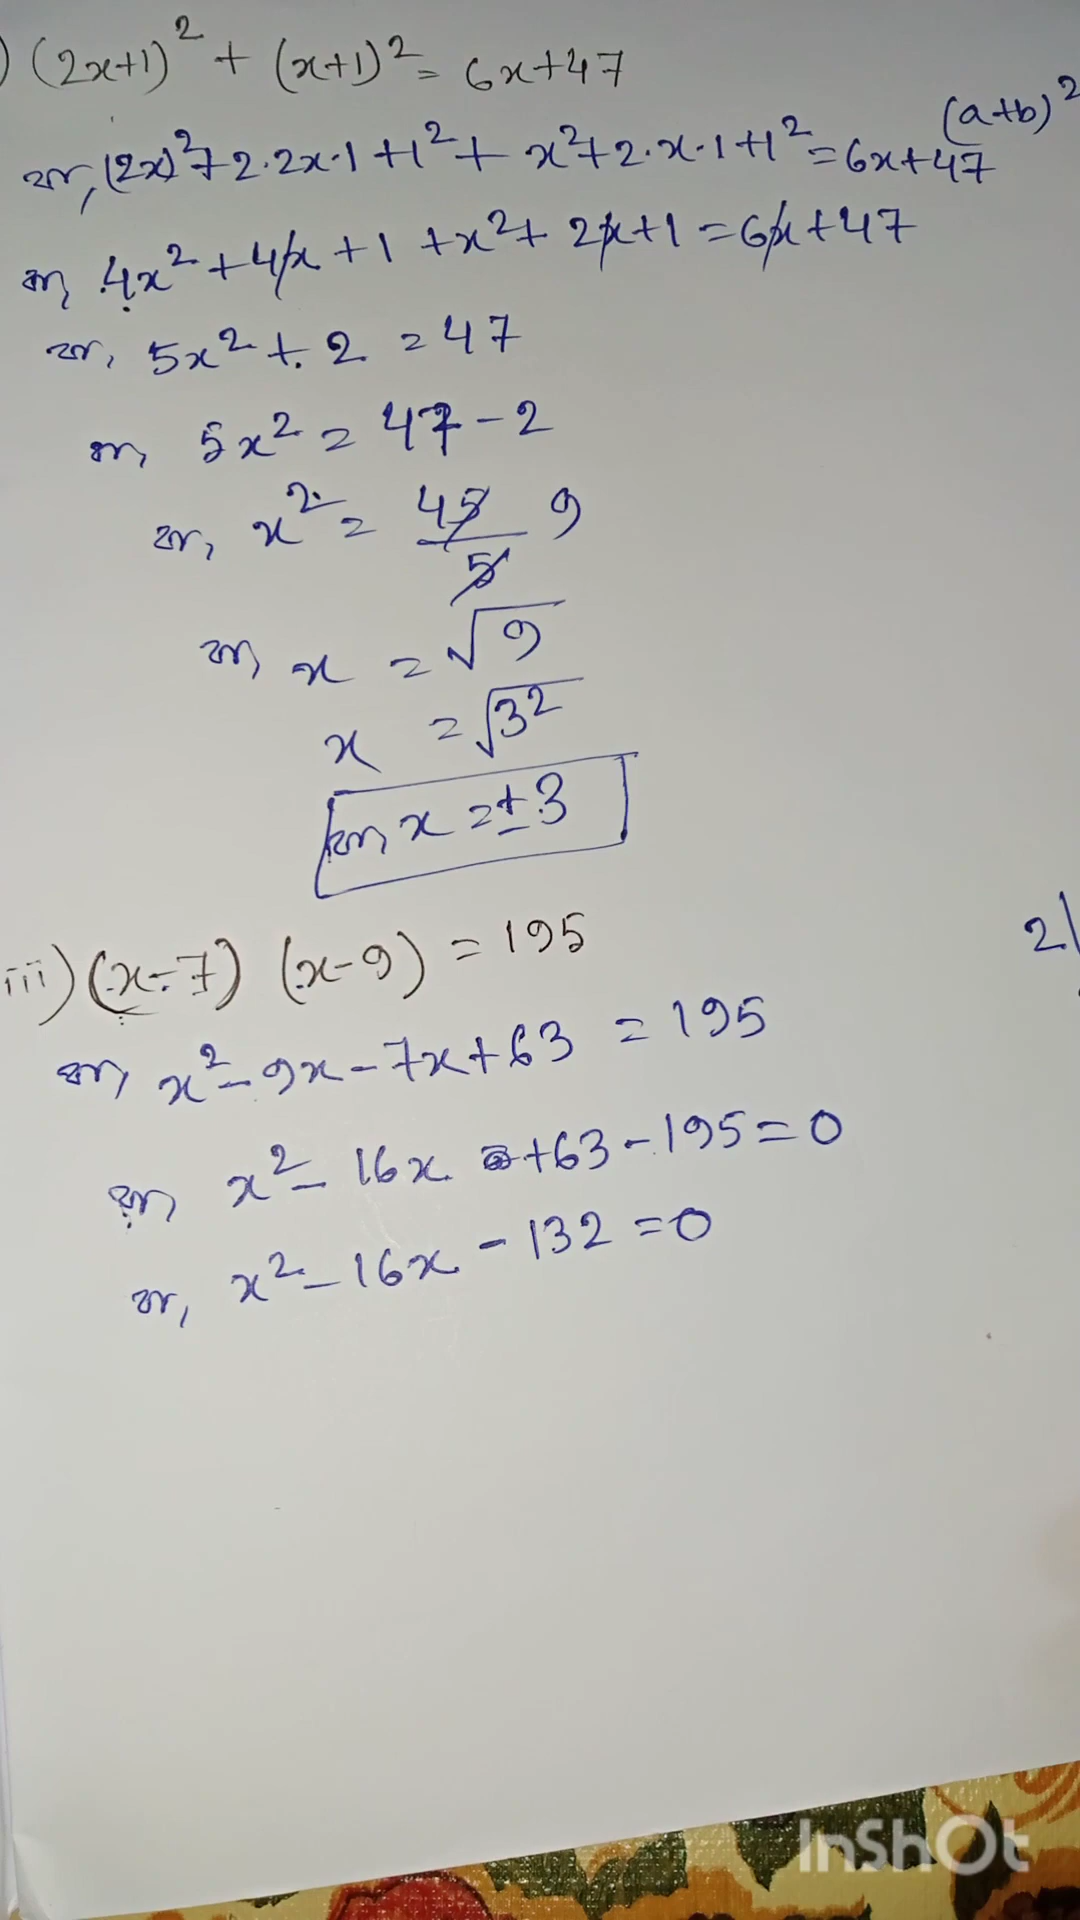 ) (2x+1)² + (x+1)² = 6x+47
(a+b)²
বা, (2x)²+2·2x·1+1²+x²+2·x·1+1²=6x+47
বা, 4x²+4x+1+x²+2x+1=6x+47
বা, 5x²+2=47
বা, 5x²=47-2
বা, x²=45/5 9
বা, x=√9
x=√3²
বা, x=±3
iii) (x-7) (x-9) = 195
2)
বা, x²-9x-7x+63=195
বা, x²-16x+63-195=0
বা, x²-16x-132=0
InShOt